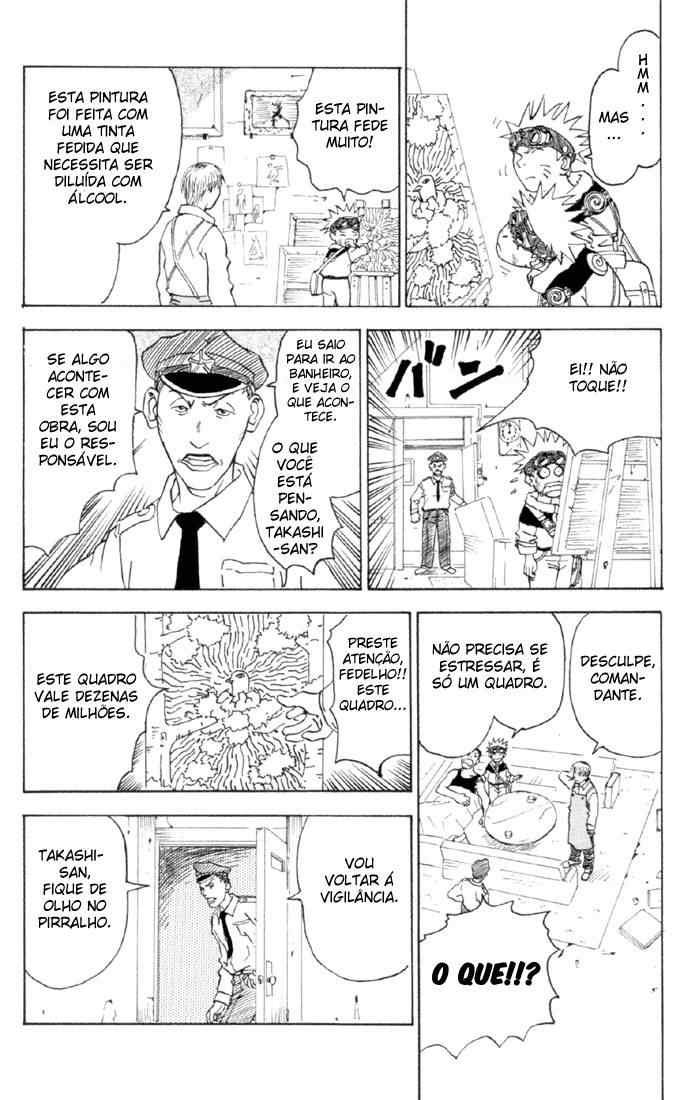 HMM...
MAS
...
ESTA PIN-
TURA FEDE
MUITO!
ESTA PINTURA
FOI FEITA COM
UMA TINTA
FEDIDA QUE
NECESSITA SER
DILUÍDA COM
ÁLCOOL.
EI!! NÃO
TOQUE!!
バン
EU SAIO
PARA IR AO
BANHEIRO,
E VEJA O
QUE ACON-
TECE.
O QUE
VOCÊ
ESTÁ
PEN-
SANDO,
TAKASHI
-SAN?
SE ALGO
ACONTE-
CER COM
ESTA
OBRA, SOU
EU O RES-
PONSÁVEL.
DESCULPE,
COMAN-
DANTE.
NÃO PRECISA SE
ESTRESSAR, É
SÓ UM QUADRO.
O QUE!!?
PRESTE
ATENÇÃO,
FEDELHO!!
ESTE
QUADRO...
ESTE QUADRO
VALE DEZENAS
DE MILHÕES.
VOU
VOLTAR Á
VIGILÂNCIA.
TAKASHI-
SAN,
FIQUE DE
OLHO NO
PIRRALHO.